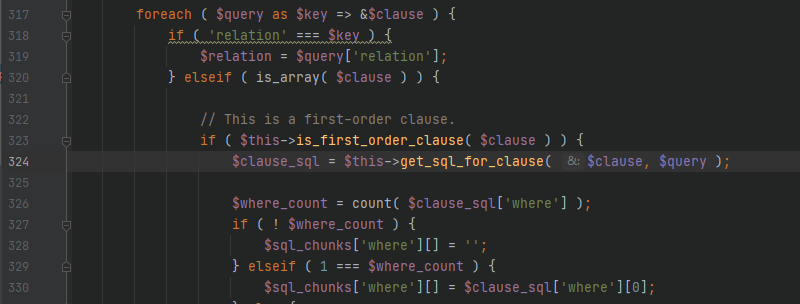 317 foreach ( $query as $key => &$clause ) {
318 if ( 'relation' === $key ) {
319 $relation = $query['relation'];
320 } elseif ( is_array( $clause ) ) {
321
322 // This is a first-order clause.
323 if ( $this->is_first_order_clause( $clause ) ) {
324 $clause_sql = $this->get_sql_for_clause( &: $clause, $query );
325
326 $where_count = count( $clause_sql['where'] );
327 if ( ! $where_count ) {
328 $sql_chunks['where'][] = '';
329 } elseif ( 1 === $where_count ) {
330 $sql_chunks['where'][] = $clause_sql['where'][0];